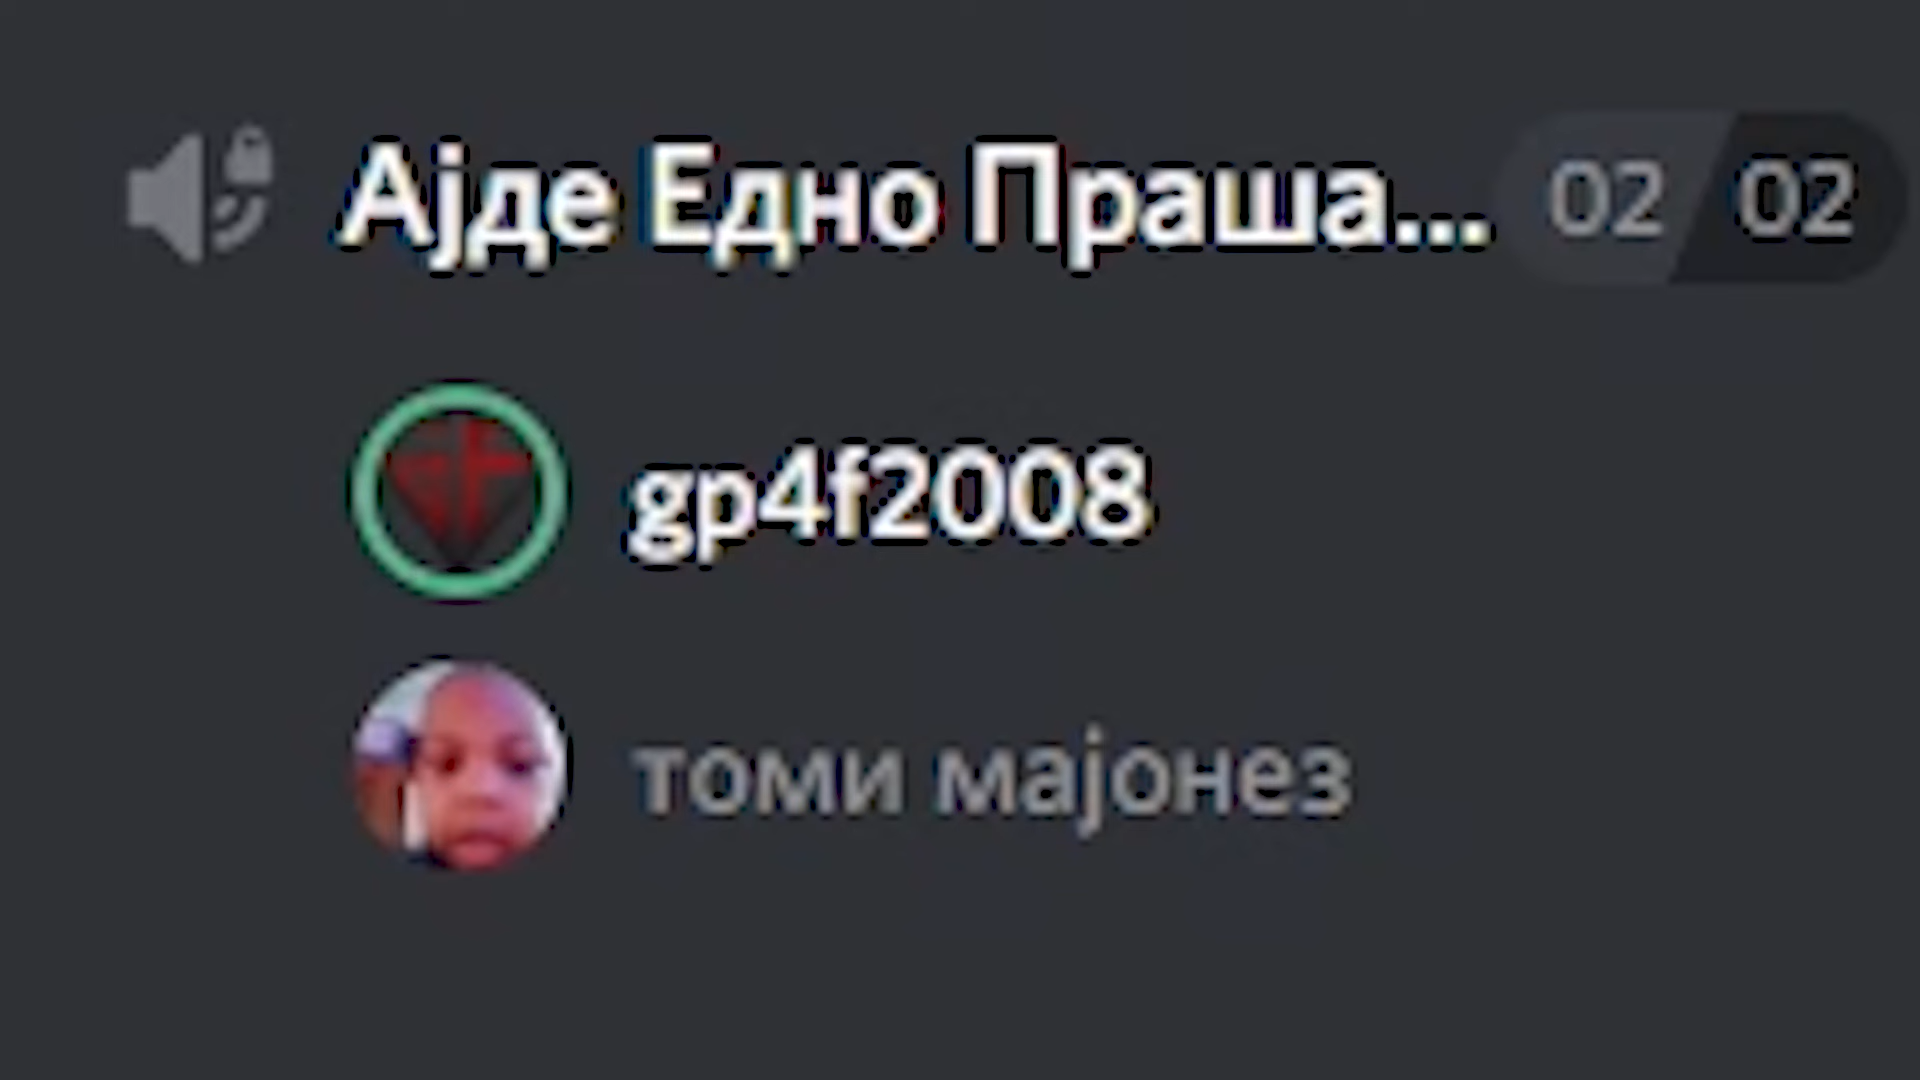 Ајде Едно Праша... 02 02
gp4f2008
томи мајонез